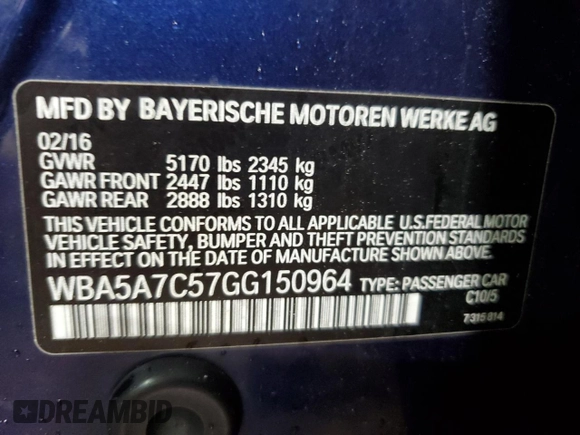 MFD BY BAYERISCHE MOTOREN WERKE AG
02/16
GVWR 5170 lbs 2345 kg
GAWR FRONT 2447 lbs 1110 kg
GAWR REAR 2888 lbs 1310 kg
THIS VEHICLE CONFORMS TO ALL APPLICABLE U.S.FEDERAL MOTOR
VEHICLE SAFETY, BUMPER AND THEFT PREVENTION STANDARDS
IN EFFECT ON THE DATE OF MANUFACTURE SHOWN ABOVE.
WBA5A7C57GG150964 TYPE: PASSENGER CAR
C10/5
7315814
DREAMBID